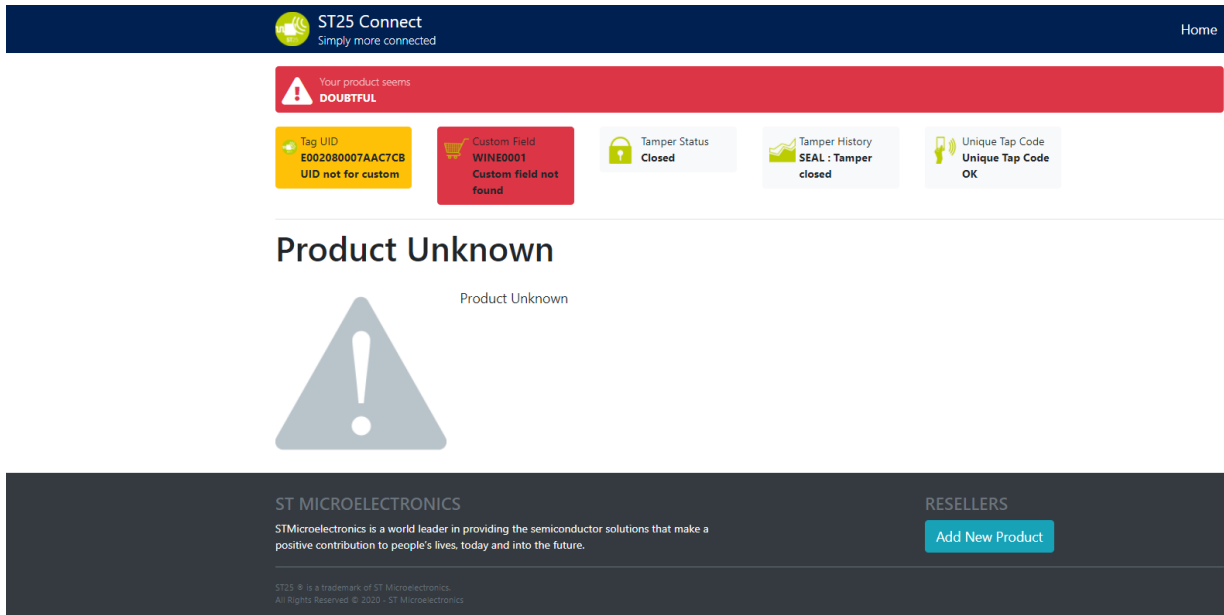 ST25 Connect
Simply more connected
Home
Your product seems
DOUBTFUL
Tag UID
E002080007AAC7CB
UID not for custom
Custom Field
WINE0001
Custom field not
found
Tamper Status
Closed
Tamper History
SEAL : Tamper
closed
Unique Tap Code
Unique Tap Code
OK
Product Unknown
Product Unknown
ST MICROELECTRONICS
STMicroelectronics is a world leader in providing the semiconductor solutions that make a
positive contribution to people's lives, today and into the future.
RESELLERS
Add New Product
ST25 ® is a trademark of ST Microelectronics.
All Rights Reserved © 2020 - ST Microelectronics